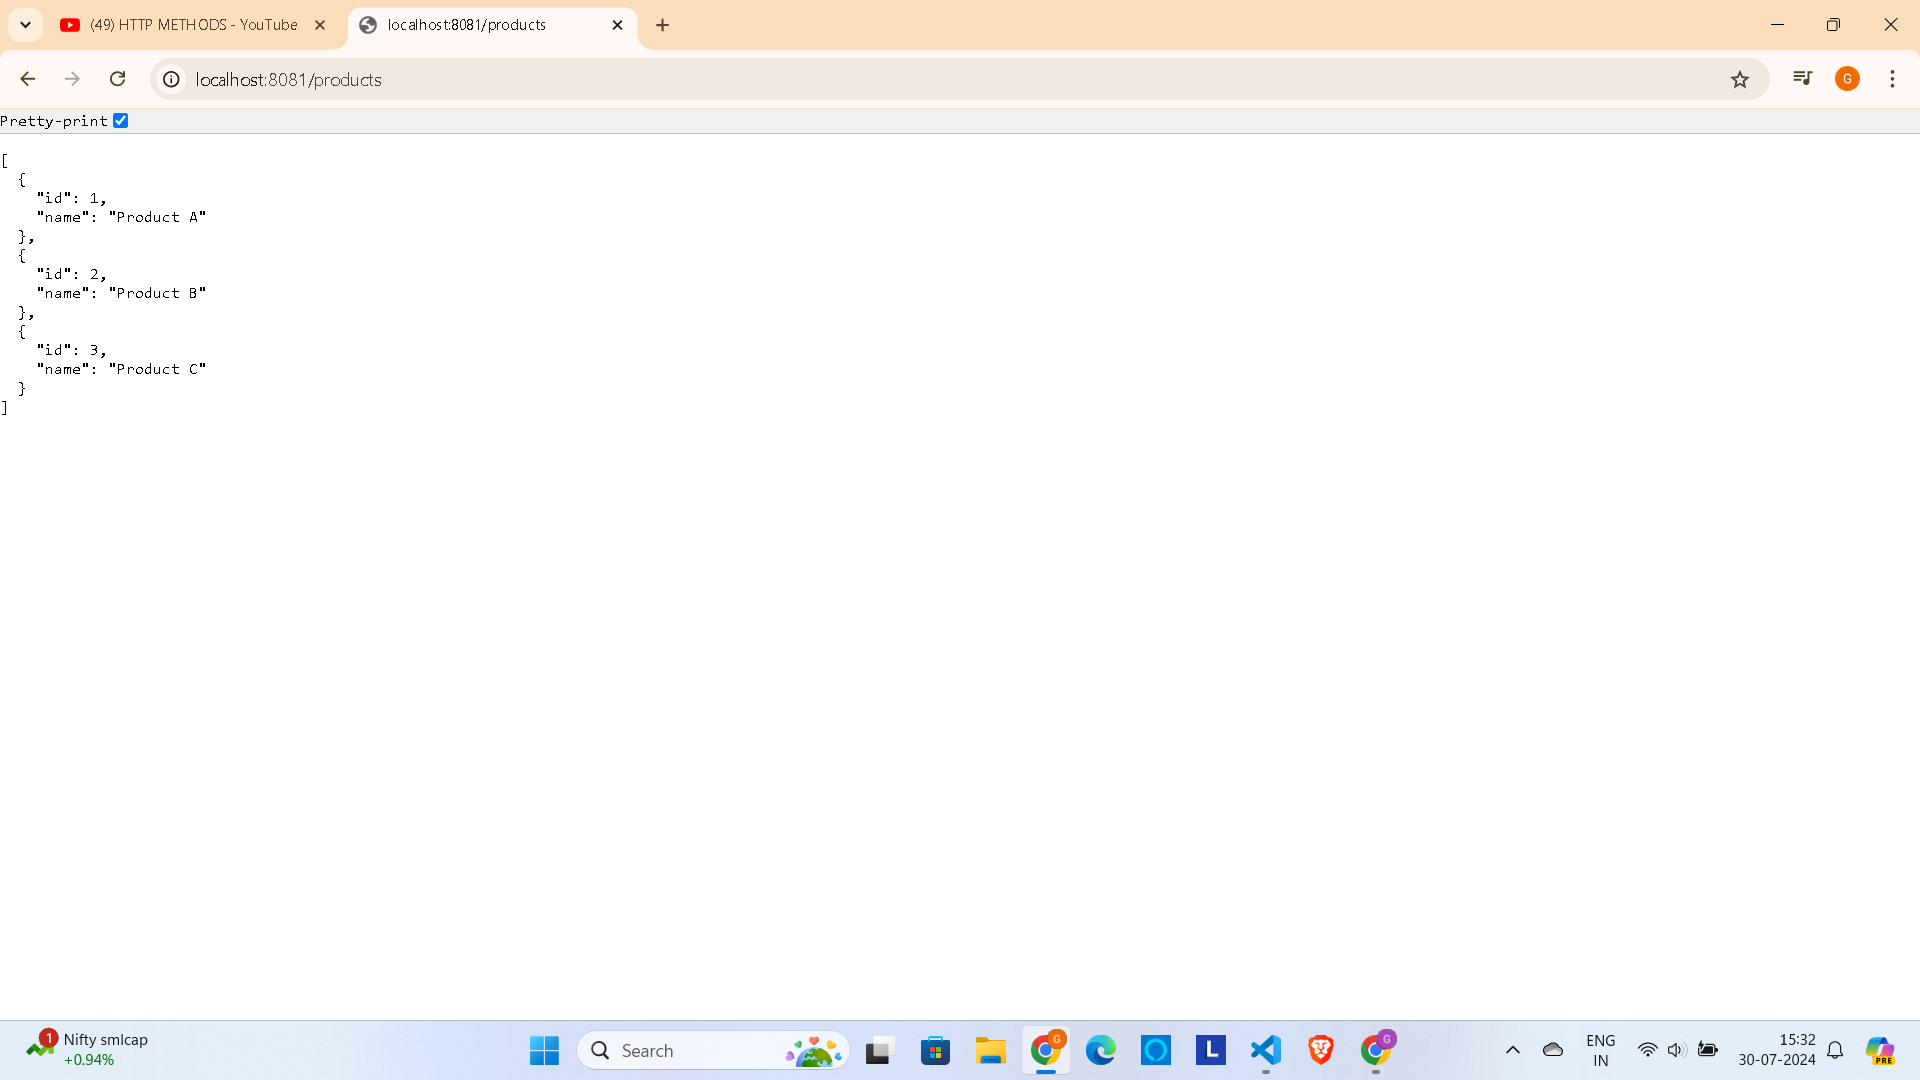 (49) HTTP METHODS - YouTube
localhost:8081/products
localhost:8081/products
G
Pretty-print
[
  {
    "id": 1,
    "name": "Product A"
  },
  {
    "id": 2,
    "name": "Product B"
  },
  {
    "id": 3,
    "name": "Product C"
  }
]
1
Nifty smlcap
+0.94%
Search
G
L
G
ENG
IN
15:32
30-07-2024
PRE